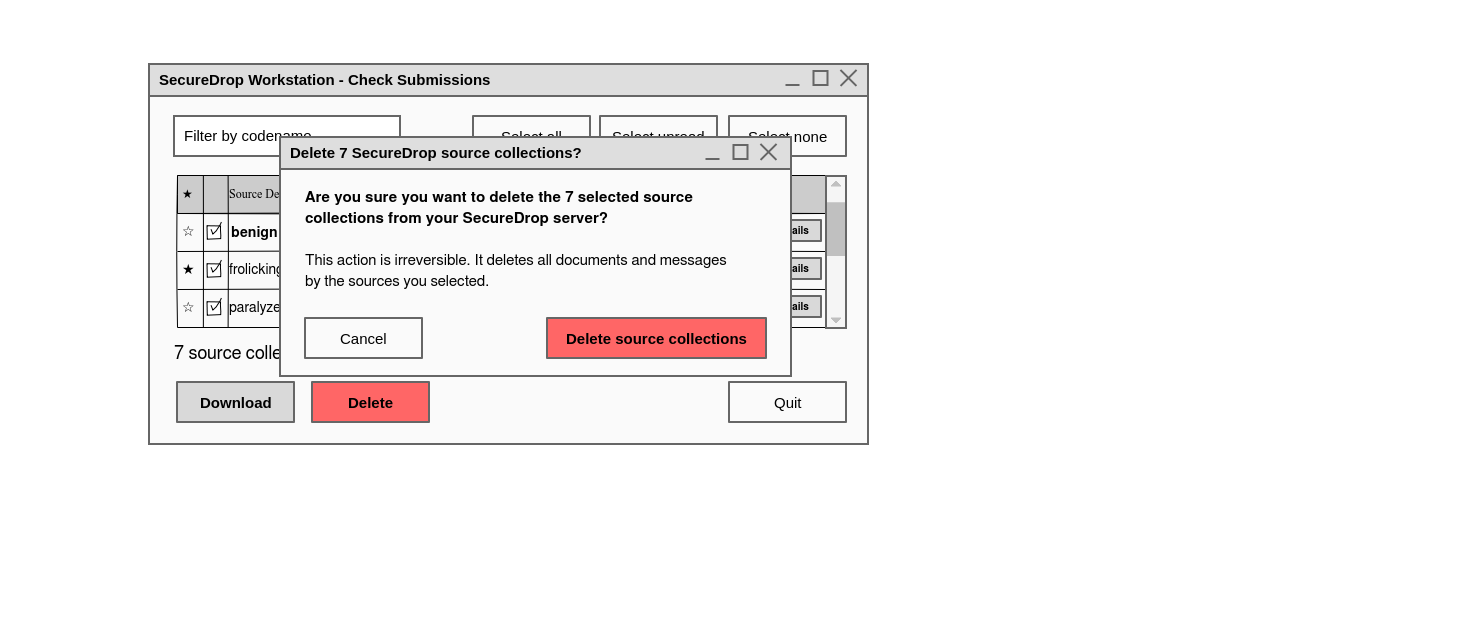 SecureDrop Workstation - Check Submissions
Filter by codename
Select all
Select unread
Select none
Delete 7 SecureDrop source collections?
Are you sure you want to delete the 7 selected source
collections from your SecureDrop server?
This action is irreversible. It deletes all documents and messages
by the sources you selected.
Cancel
Delete source collections
★ Source De
☆ benign
ails
★ frolicking
ails
☆ paralyze
ails
7 source colle
Download
Delete
Quit